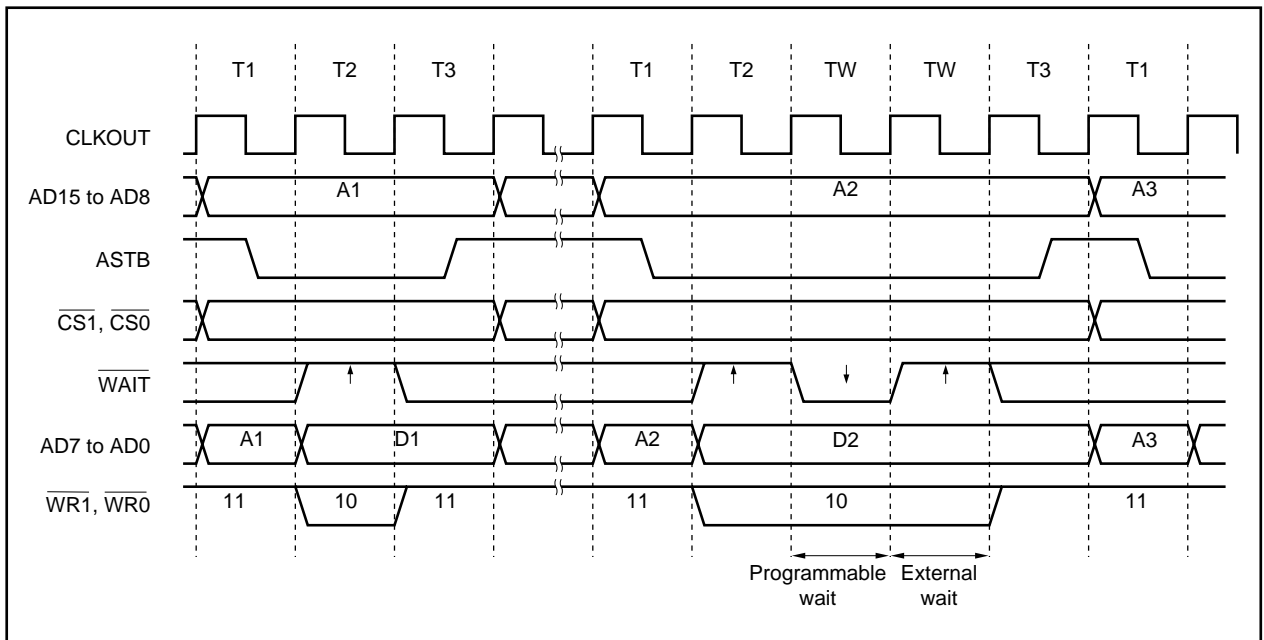 T1 T2 T3 T1 T2 TW TW T3 T1
CLKOUT
AD15 to AD8 A1 A2 A3
ASTB
CS1, CS0
WAIT
AD7 to AD0 A1 D1 A2 D2 A3
WR1, WR0 11 10 11 11 10 11
Programmable wait
External wait